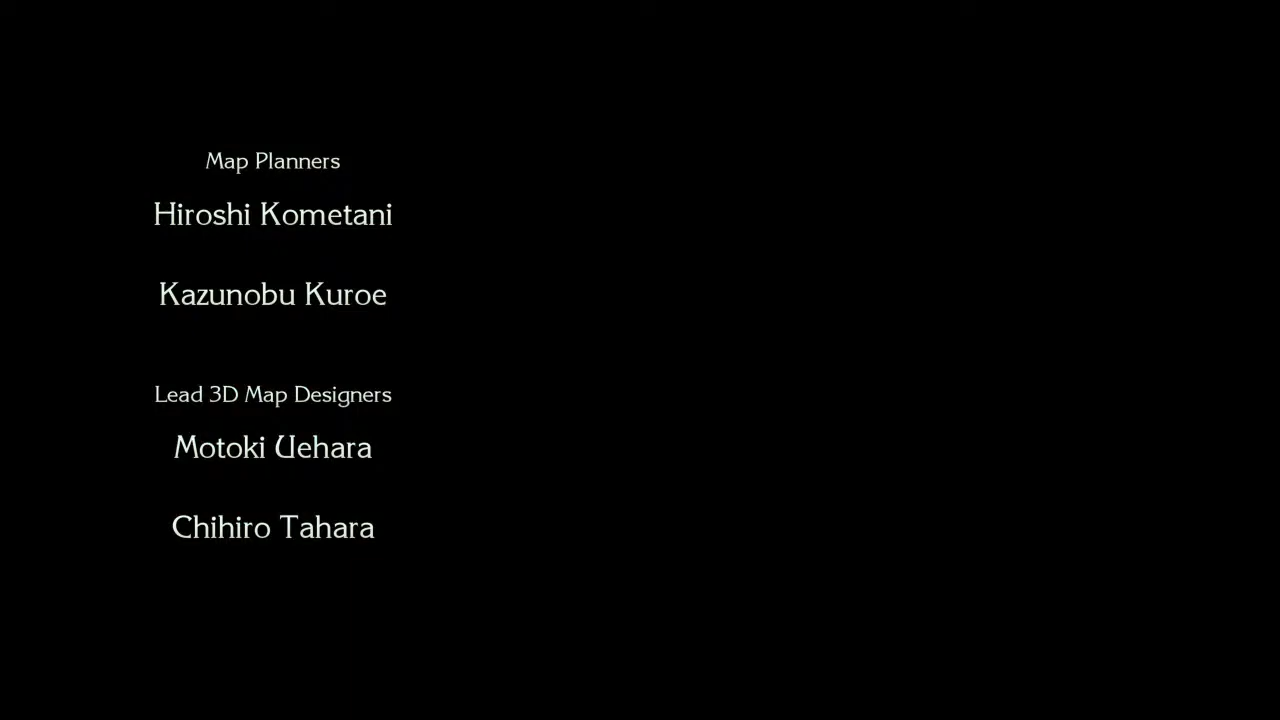 Map Planners
Hiroshi Kometani
Kazunobu Kuroe
Lead 3D Map Designers
Motoki Uehara
Chihiro Tahara